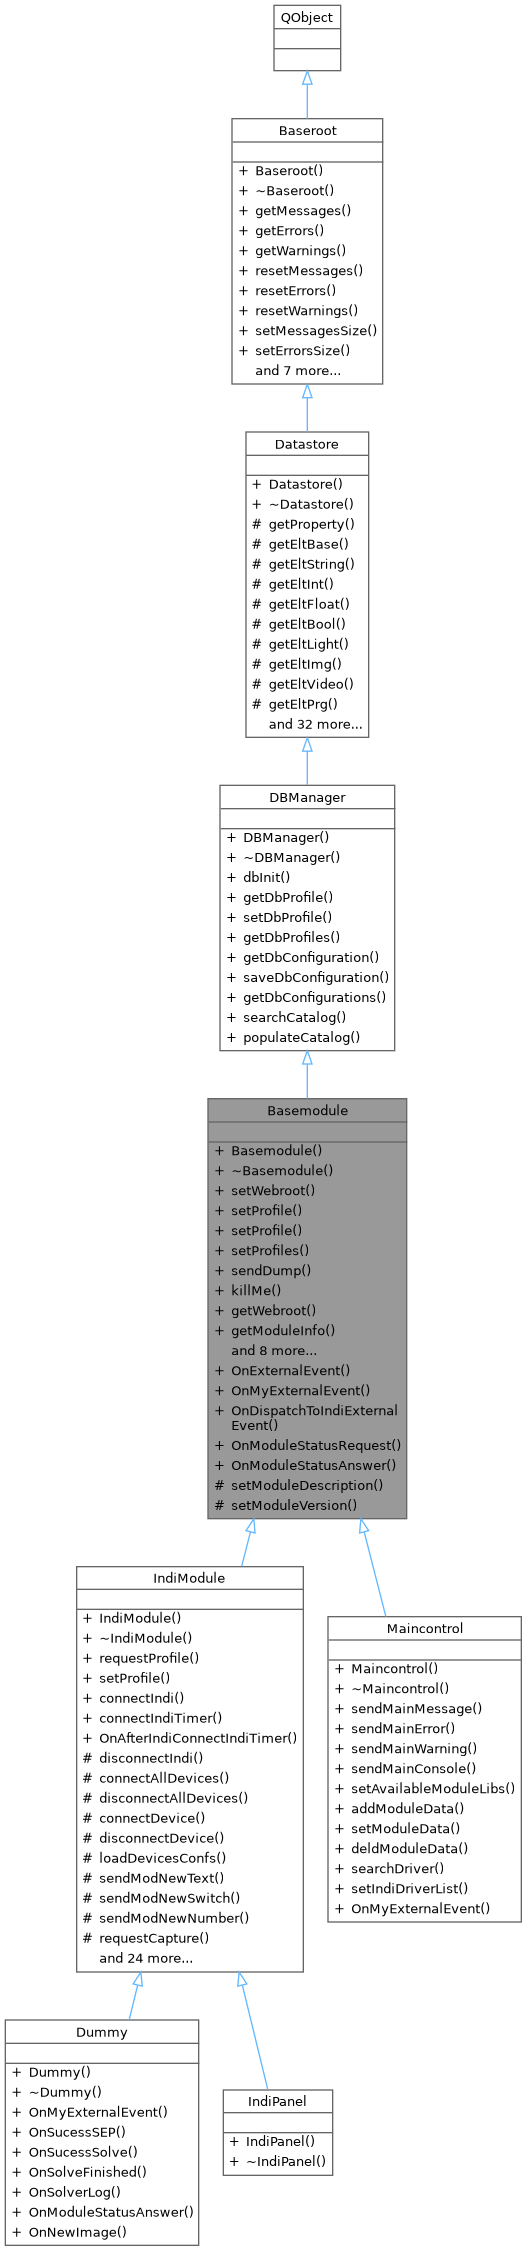 QObject
Baseroot
+ Baseroot()
+ ~Baseroot()
+ getMessages()
+ getErrors()
+ getWarnings()
+ resetMessages()
+ resetErrors()
+ resetWarnings()
+ setMessagesSize()
+ setErrorsSize()
and 7 more...
Datastore
+ Datastore()
+ ~Datastore()
# getProperty()
# getEltBase()
# getEltString()
# getEltInt()
# getEltFloat()
# getEltBool()
# getEltLight()
# getEltImg()
# getEltVideo()
# getEltPrg()
and 32 more...
DBManager
+ DBManager()
+ ~DBManager()
+ dbInit()
+ getDbProfile()
+ setDbProfile()
+ getDbProfiles()
+ getDbConfiguration()
+ saveDbConfiguration()
+ getDbConfigurations()
+ searchCatalog()
+ populateCatalog()
Basemodule
+ Basemodule()
+ ~Basemodule()
+ setWebroot()
+ setProfile()
+ setProfile()
+ setProfiles()
+ sendDump()
+ killMe()
+ getWebroot()
+ getModuleInfo()
and 8 more...
+ OnExternalEvent()
+ OnMyExternalEvent()
+ OnDispatchToIndiExternal
Event()
+ OnModuleStatusRequest()
+ OnModuleStatusAnswer()
# setModuleDescription()
# setModuleVersion()
IndiModule
+ IndiModule()
+ ~IndiModule()
+ requestProfile()
+ setProfile()
+ connectIndi()
+ connectIndiTimer()
+ OnAfterIndiConnectIndiTimer()
# disconnectIndi()
# connectAllDevices()
# disconnectAllDevices()
# connectDevice()
# disconnectDevice()
# loadDevicesConfs()
# sendModNewText()
# sendModNewSwitch()
# sendModNewNumber()
# requestCapture()
and 24 more...
Maincontrol
+ Maincontrol()
+ ~Maincontrol()
+ sendMainMessage()
+ sendMainError()
+ sendMainWarning()
+ sendMainConsole()
+ setAvailableModuleLibs()
+ addModuleData()
+ setModuleData()
+ deldModuleData()
+ searchDriver()
+ setIndiDriverList()
+ OnMyExternalEvent()
Dummy
+ Dummy()
+ ~Dummy()
+ OnMyExternalEvent()
+ OnSucessSEP()
+ OnSucessSolve()
+ OnSolveFinished()
+ OnSolverLog()
+ OnModuleStatusAnswer()
+ OnNewImage()
IndiPanel
+ IndiPanel()
+ ~IndiPanel()